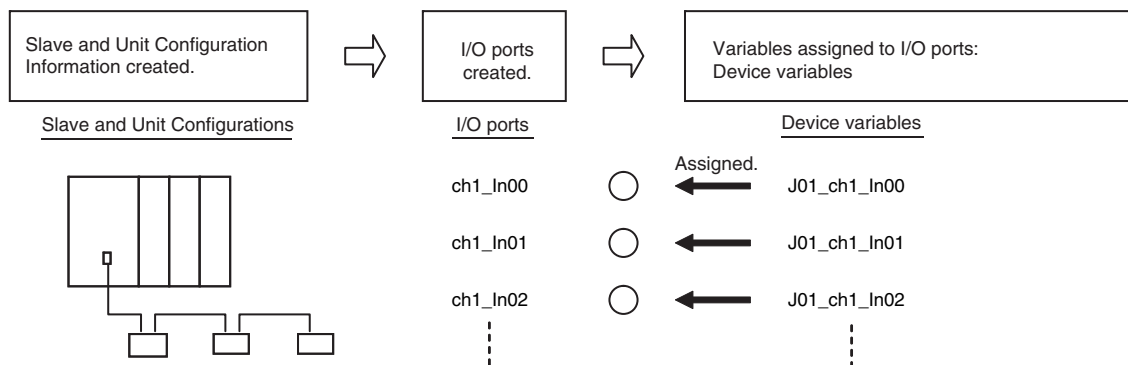 Slave and Unit Configuration
Information created.
I/O ports
created.
Variables assigned to I/O ports:
Device variables
Slave and Unit Configurations
I/O ports
Device variables
Assigned.
ch1_In00
J01_ch1_In00
ch1_In01
J01_ch1_In01
ch1_In02
J01_ch1_In02